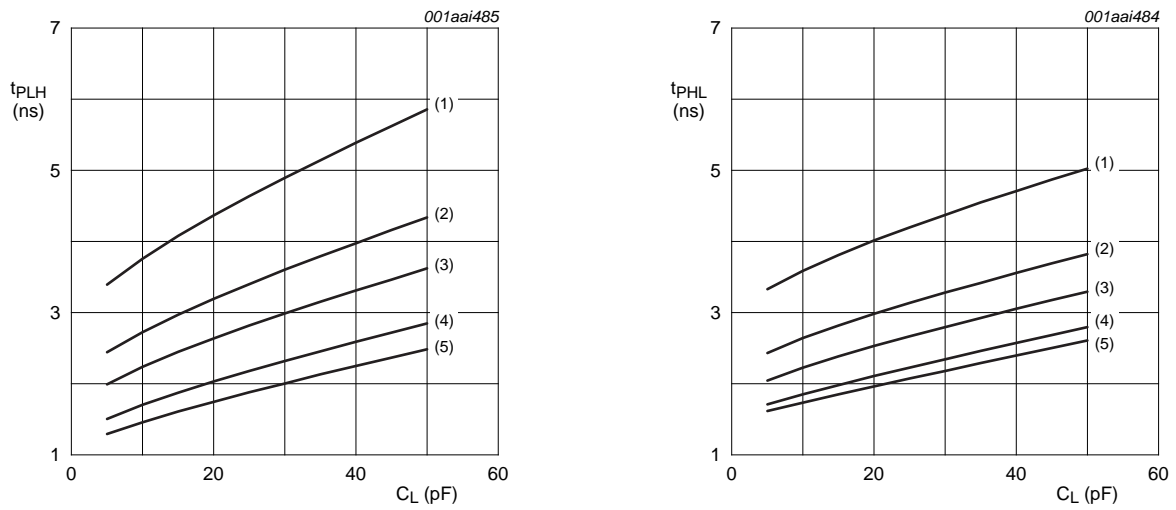 001aai485
7
tPLH
(ns)
(1)
5
(2)
(3)
3
(4)
(5)
1
0 20 40 60
CL (pF)
001aai484
7
tPHL
(ns)
(1)
5
(2)
(3)
3
(4)
(5)
1
0 20 40 60
CL (pF)